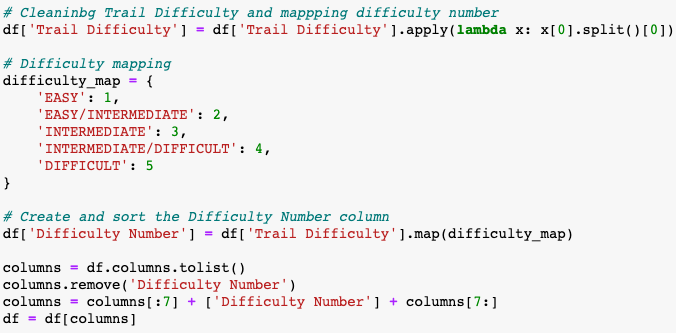 # Cleaninbg Trail Difficulty and mappping difficulty number
df['Trail Difficulty'] = df['Trail Difficulty'].apply(lambda x: x[0].split()[0])

# Difficulty mapping
difficulty_map = {
    'EASY': 1,
    'EASY/INTERMEDIATE': 2,
    'INTERMEDIATE': 3,
    'INTERMEDIATE/DIFFICULT': 4,
    'DIFFICULT': 5
}

# Create and sort the Difficulty Number column
df['Difficulty Number'] = df['Trail Difficulty'].map(difficulty_map)

columns = df.columns.tolist()
columns.remove('Difficulty Number')
columns = columns[:7] + ['Difficulty Number'] + columns[7:]
df = df[columns]